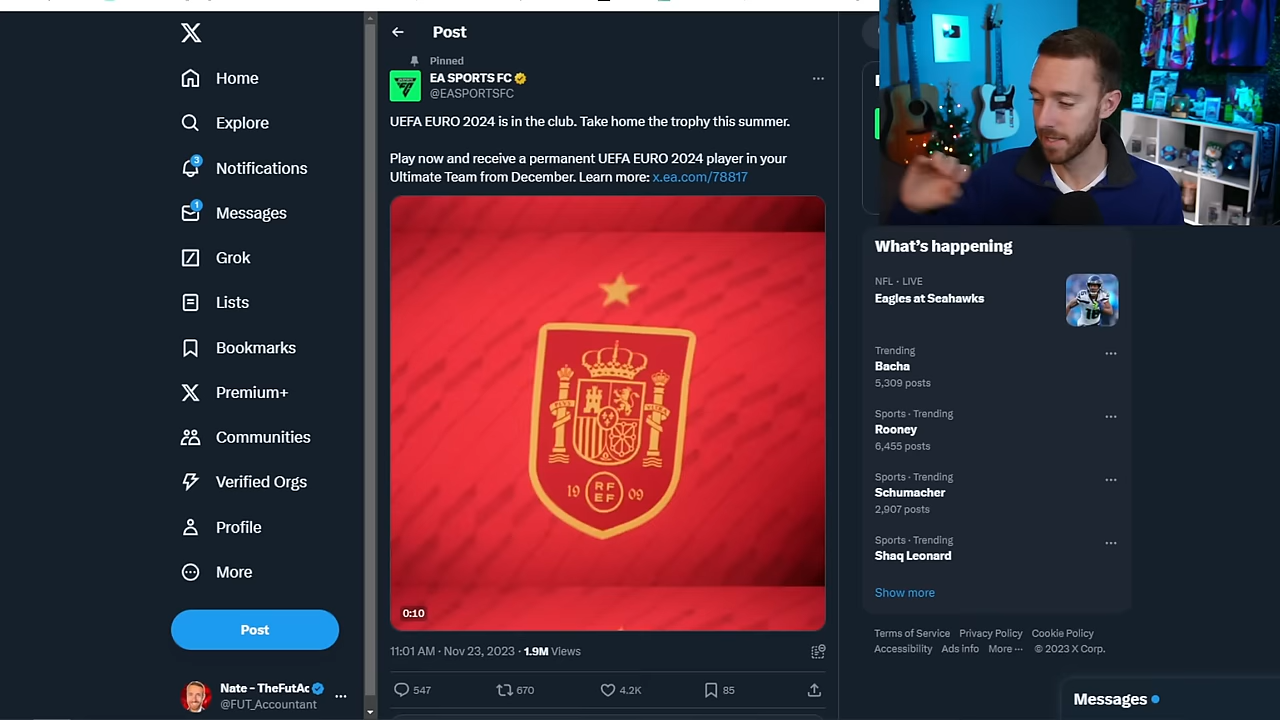 Home
Explore
3
Notifications
1
Messages
Grok
Lists
Bookmarks
Premium+
Communities
Verified Orgs
Profile
More
Post
Nate - TheFutAc
@FUT_Accountant
Post
Pinned
EA SPORTS FC
@EASPORTSFC
UEFA EURO 2024 is in the club. Take home the trophy this summer.
Play now and receive a permanent UEFA EURO 2024 player in your
Ultimate Team from December. Learn more: x.ea.com/78817
19 RF EF 09
0:10
11:01 AM · Nov 23, 2023 · 1.9M Views
547 670 4.2K 85
What's happening
NFL · LIVE
Eagles at Seahawks
Trending
Bacha
5,309 posts
Sports · Trending
Rooney
6,455 posts
Sports · Trending
Schumacher
2,907 posts
Sports · Trending
Shaq Leonard
Show more
Terms of Service Privacy Policy Cookie Policy
Accessibility Ads info More ··· © 2023 X Corp.
Messages